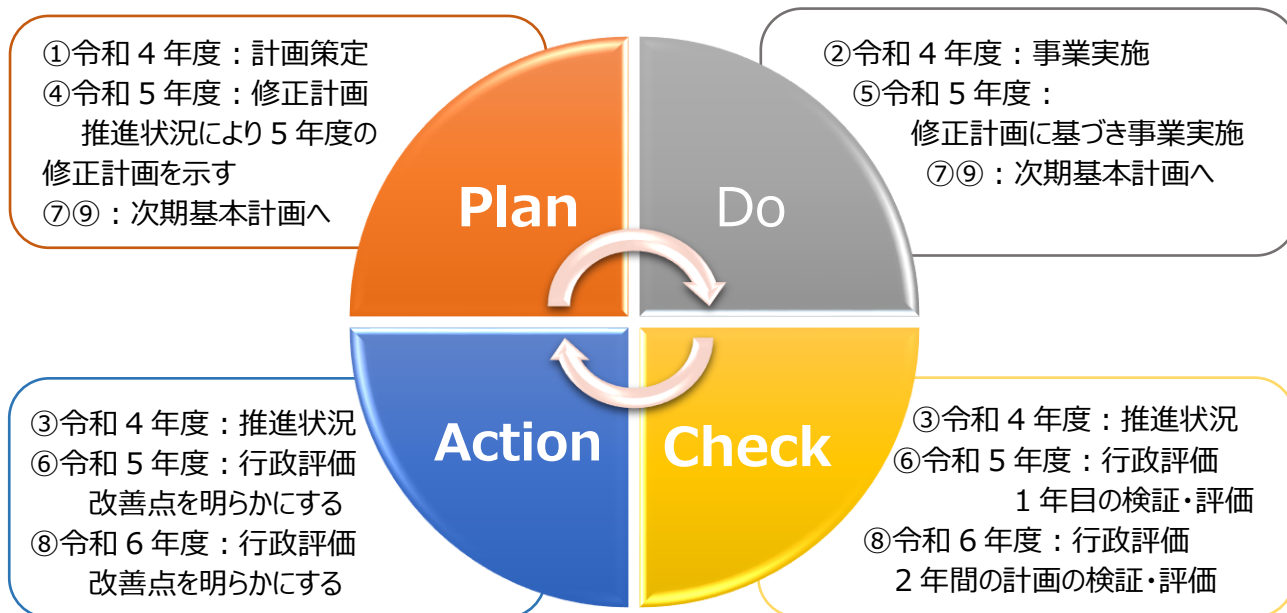 ①令和４年度：計画策定
④令和５年度：修正計画
推進状況により５年度の
修正計画を示す
⑦⑨：次期基本計画へ
②令和４年度：事業実施
⑤令和５年度：
修正計画に基づき事業実施
⑦⑨：次期基本計画へ
Plan
Do
Action
Check
③令和４年度：推進状況
⑥令和５年度：行政評価
改善点を明らかにする
⑧令和６年度：行政評価
改善点を明らかにする
③令和４年度：推進状況
⑥令和５年度：行政評価
１年目の検証・評価
⑧令和６年度：行政評価
２年間の計画の検証・評価